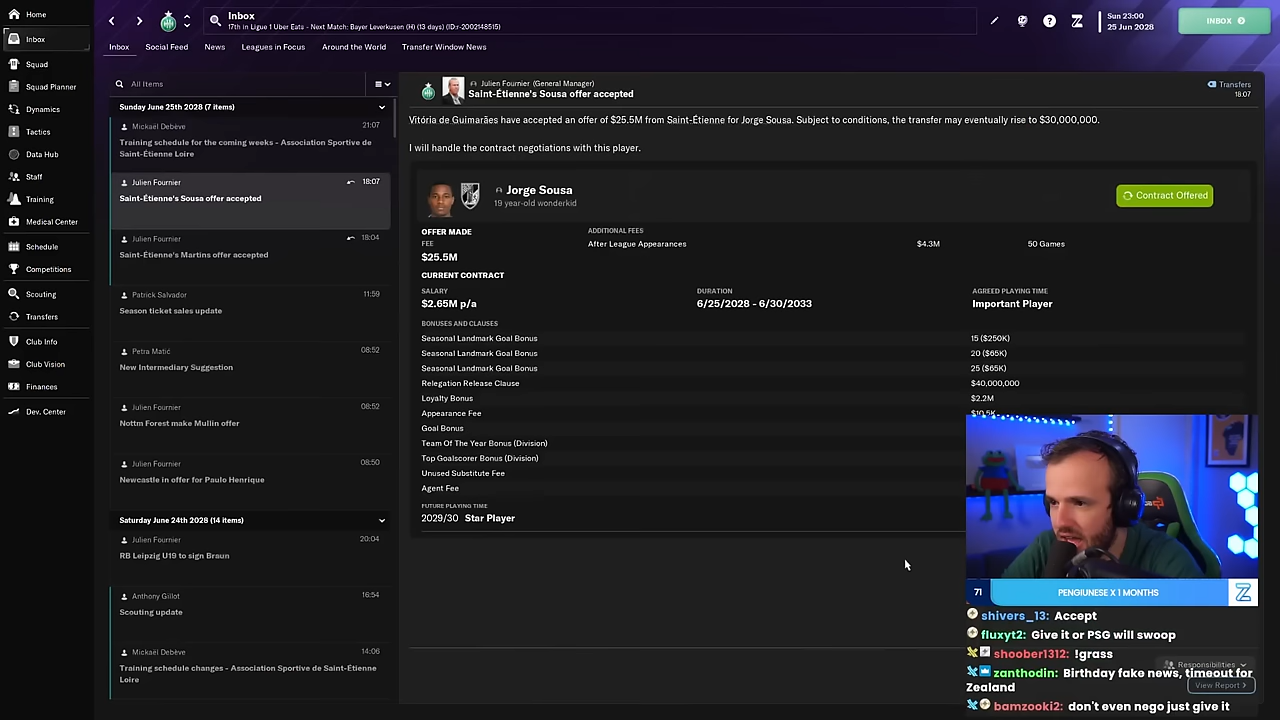 Home
Inbox
Squad
Squad Planner
Dynamics
Tactics
Data Hub
Staff
Training
Medical Center
Schedule
Competitions
Scouting
Transfers
Club Info
Club Vision
Finances
Dev. Center
Inbox
17th in Ligue 1 Uber Eats - Next Match: Bayer Leverkusen (H) (13 days) (ID:r-2002148515)
Sun 23:00
25 Jun 2028
INBOX
Inbox
Social Feed
News
Leagues in Focus
Around the World
Transfer Window News
All Items
Sunday June 25th 2028 (7 items)
Mickaël Debève 21:07
Training schedule for the coming weeks - Association Sportive de
Saint-Étienne Loire
Julien Fournier 18:07
Saint-Étienne's Sousa offer accepted
Julien Fournier 18:04
Saint-Étienne's Martins offer accepted
Patrick Salvador 11:59
Season ticket sales update
Petra Matić 08:52
New Intermediary Suggestion
Julien Fournier 08:52
Nottm Forest make Mullin offer
Julien Fournier 08:50
Newcastle in offer for Paulo Henrique
Saturday June 24th 2028 (14 items)
Julien Fournier 20:04
RB Leipzig U19 to sign Braun
Anthony Gillot 16:54
Scouting update
Mickaël Debève 14:06
Training schedule changes - Association Sportive de Saint-Étienne
Loire
Julien Fournier (General Manager)
Saint-Étienne's Sousa offer accepted
Transfers
18:07
Vitória de Guimarães have accepted an offer of $25.5M from Saint-Étienne for Jorge Sousa. Subject to conditions, the transfer may eventually rise to $30,000,000.
I will handle the contract negotiations with this player.
Jorge Sousa
19 year-old wonderkid
Contract Offered
OFFER MADE
FEE
$25.5M
ADDITIONAL FEES
After League Appearances $4.3M 50 Games
CURRENT CONTRACT
SALARY
$2.65M p/a
DURATION
6/25/2028 - 6/30/2033
AGREED PLAYING TIME
Important Player
BONUSES AND CLAUSES
Seasonal Landmark Goal Bonus 15 ($250K)
Seasonal Landmark Goal Bonus 20 ($65K)
Seasonal Landmark Goal Bonus 25 ($65K)
Relegation Release Clause $40,000,000
Loyalty Bonus $2.2M
Appearance Fee $10.5K
Goal Bonus
Team Of The Year Bonus (Division)
Top Goalscorer Bonus (Division)
Unused Substitute Fee
Agent Fee
FUTURE PLAYING TIME
2029/30 Star Player
71 PENGIUNESE X 1 MONTHS
shivers_13: Accept
fluxyt2: Give it or PSG will swoop
shoober1312: !grass
zanthodin: Birthday fake news, timeout for
Zealand
bamzooki2: don't even nego just give it
Responsibilities
View Report